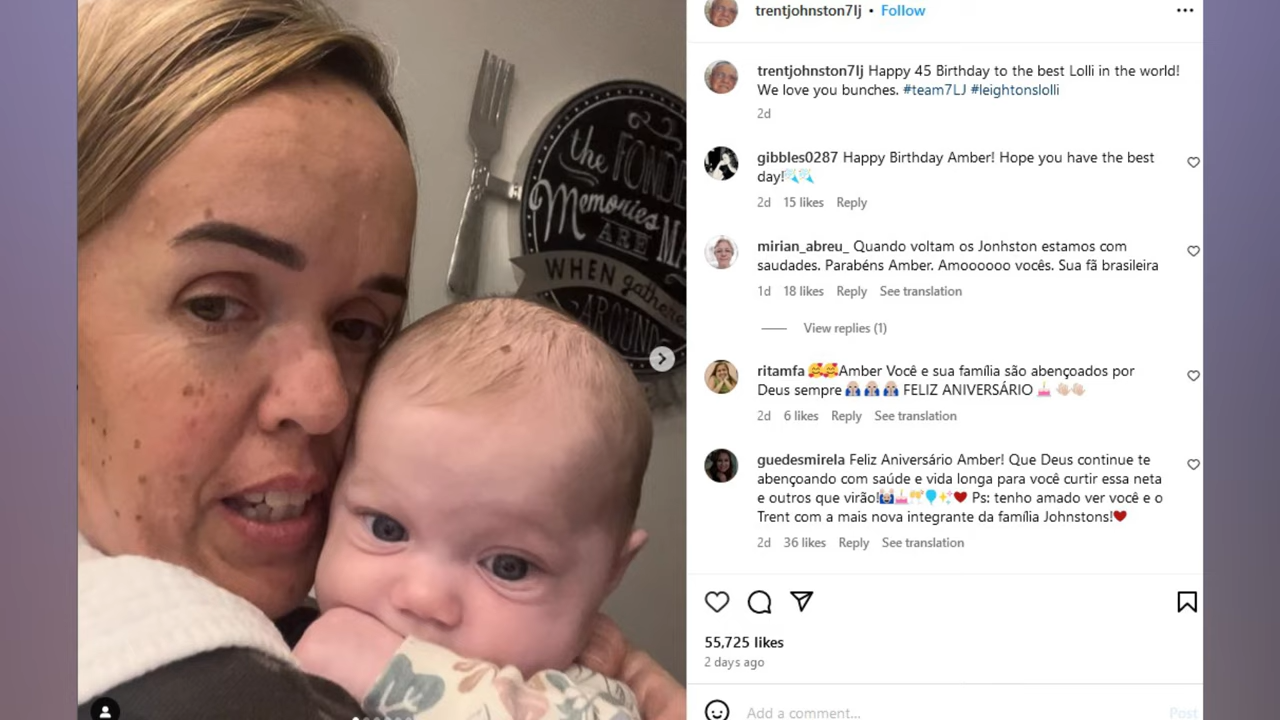 the FONDE
Memories
ARE MA
WHEN gathere
AROUND
trentjohnston7lj • Follow
trentjohnston7lj Happy 45 Birthday to the best Lolli in the world!
We love you bunches. #team7LJ #leightonslolli
2d
gibbles0287 Happy Birthday Amber! Hope you have the best
day!
2d 15 likes Reply
mirian_abreu_ Quando voltam os Jonhston estamos com
saudades. Parabéns Amber. Amoooooo vocês. Sua fã brasileira
1d 18 likes Reply See translation
View replies (1)
ritamfa 🥰🥰Amber Você e sua família são abençoados por
Deus sempre FELIZ ANIVERSÁRIO
2d 6 likes Reply See translation
guedesmirela Feliz Aniversário Amber! Que Deus continue te
abençoando com saúde e vida longa para você curtir essa neta
e outros que virão! Ps: tenho amado ver você e o
Trent com a mais nova integrante da família Johnstons!❤️
2d 36 likes Reply See translation
55,725 likes
2 days ago
Add a comment... Post